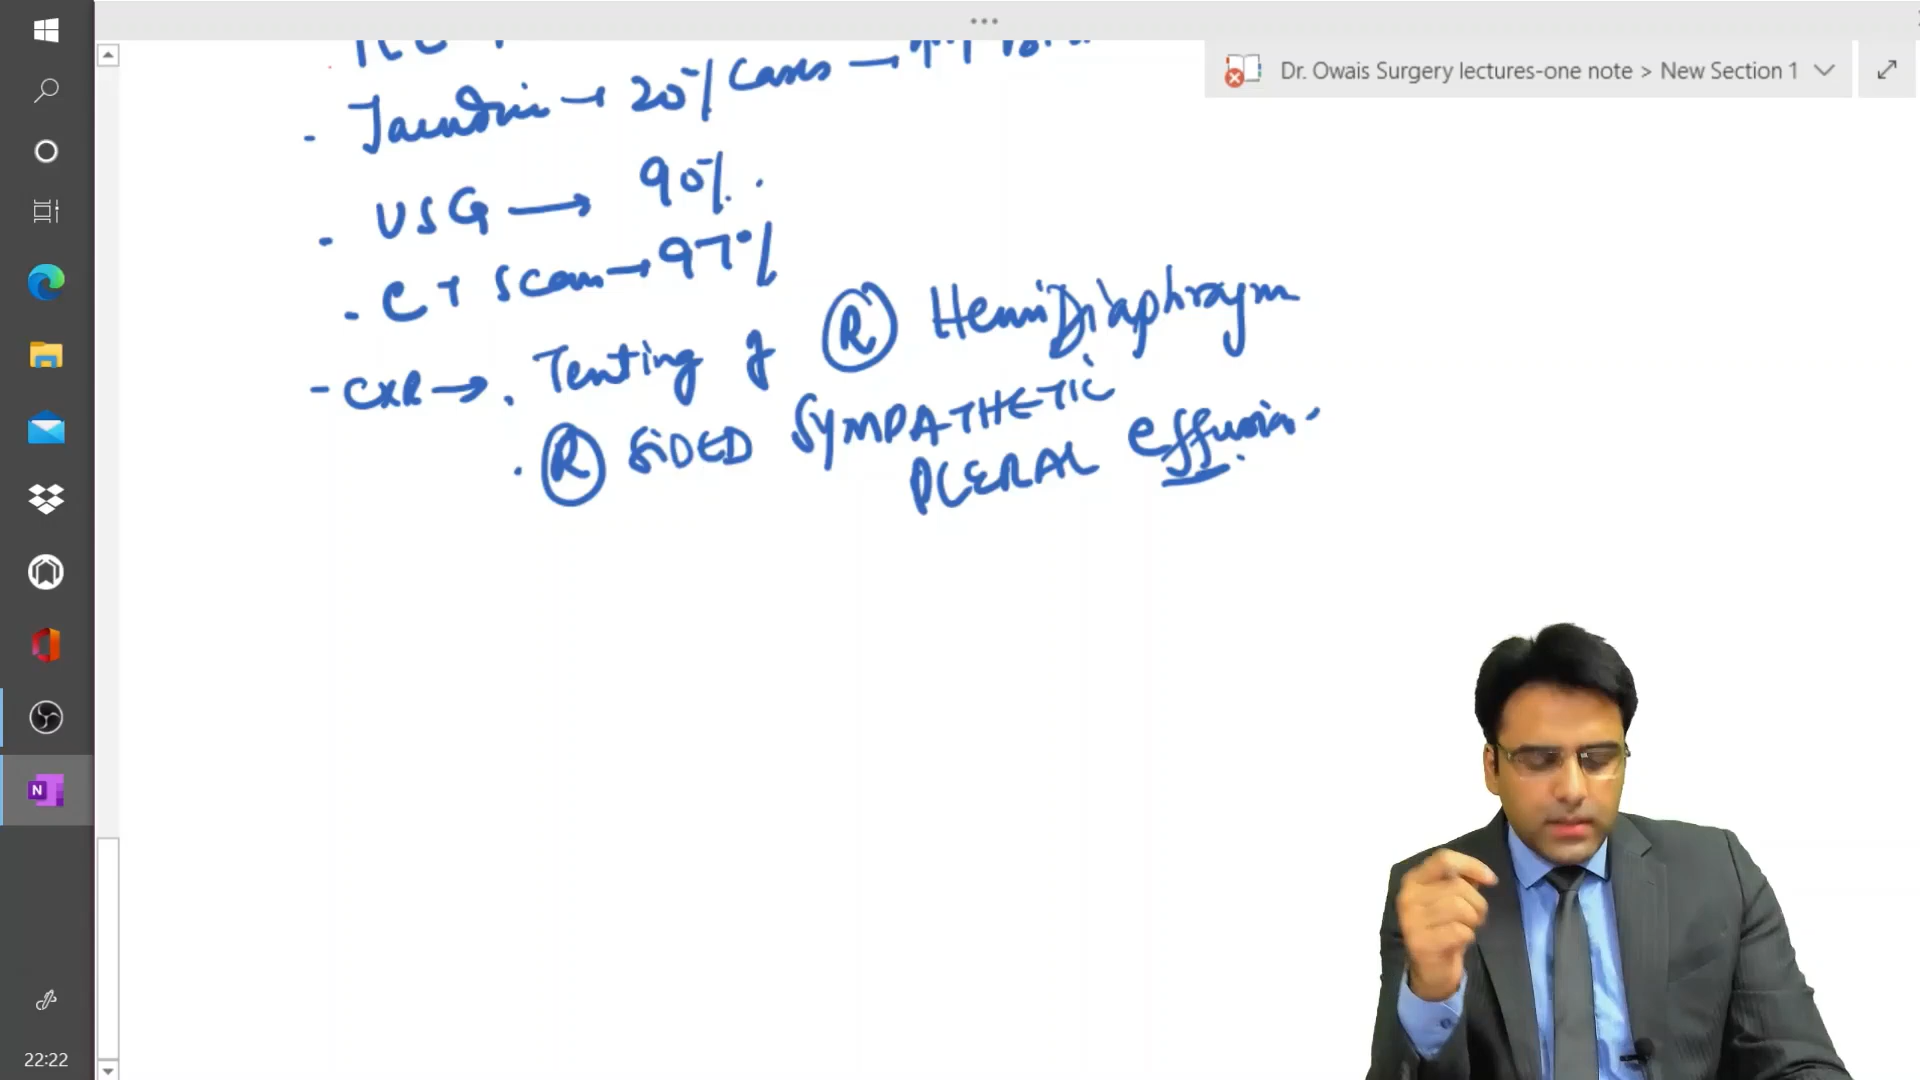 Dr. Owais Surgery lectures-one note > New Section 1
- Jaundice → 20% Cases →
- USG → 90%.
- CT Scan → 97%
- CXR → . Tenting of R HemiDiaphragm
. R SIDED SYMPATHETIC
PLERAL effusion.
N
22:22